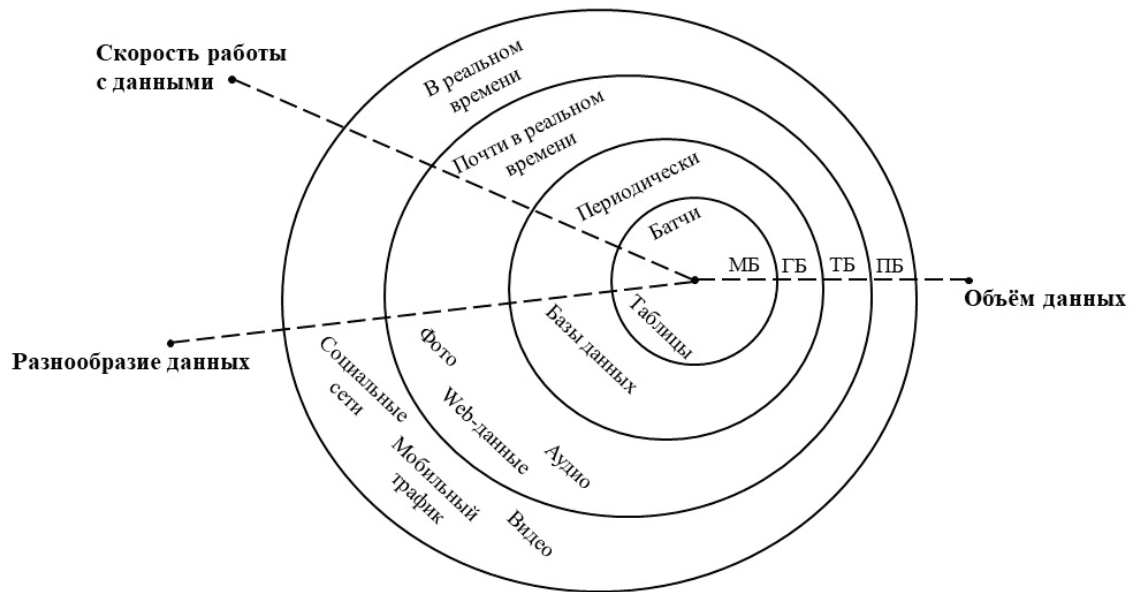 Скорость работы
с данными
В реальном
времени
Почти в реальном
времени
Периодически
Батчи
МБ
ГБ
ТБ
ПБ
Объём данных
Разнообразие данных
Таблицы
Базы данных
Фото
Web-данные
Аудио
Социальные
сети
Мобильный
трафик
Видео